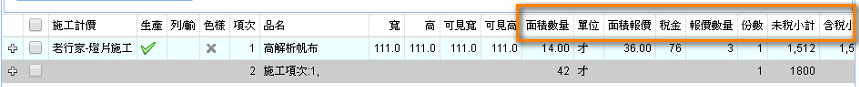 施工計價 生產 列/輸 色樣 項次 品名 寬 高 可見寬 可見高 面積數量 單位 面積報價 稅金 報價數量 份數 未稅小計 含稅小
老行家-燈片施工 1 高解析帆布 111.0 111.0 111.0 111.0 14.00 才 36.00 76 3 1 1,512 1,5
2 施工項次:1, 42 才 1 1800